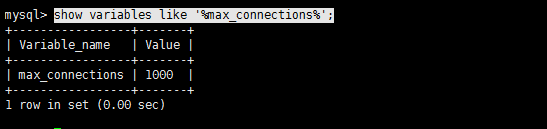 mysql> show variables like '%max_connections%';
+-----------------+-------+
| Variable_name | Value |
+-----------------+-------+
| max_connections | 1000 |
+-----------------+-------+
1 row in set (0.00 sec)